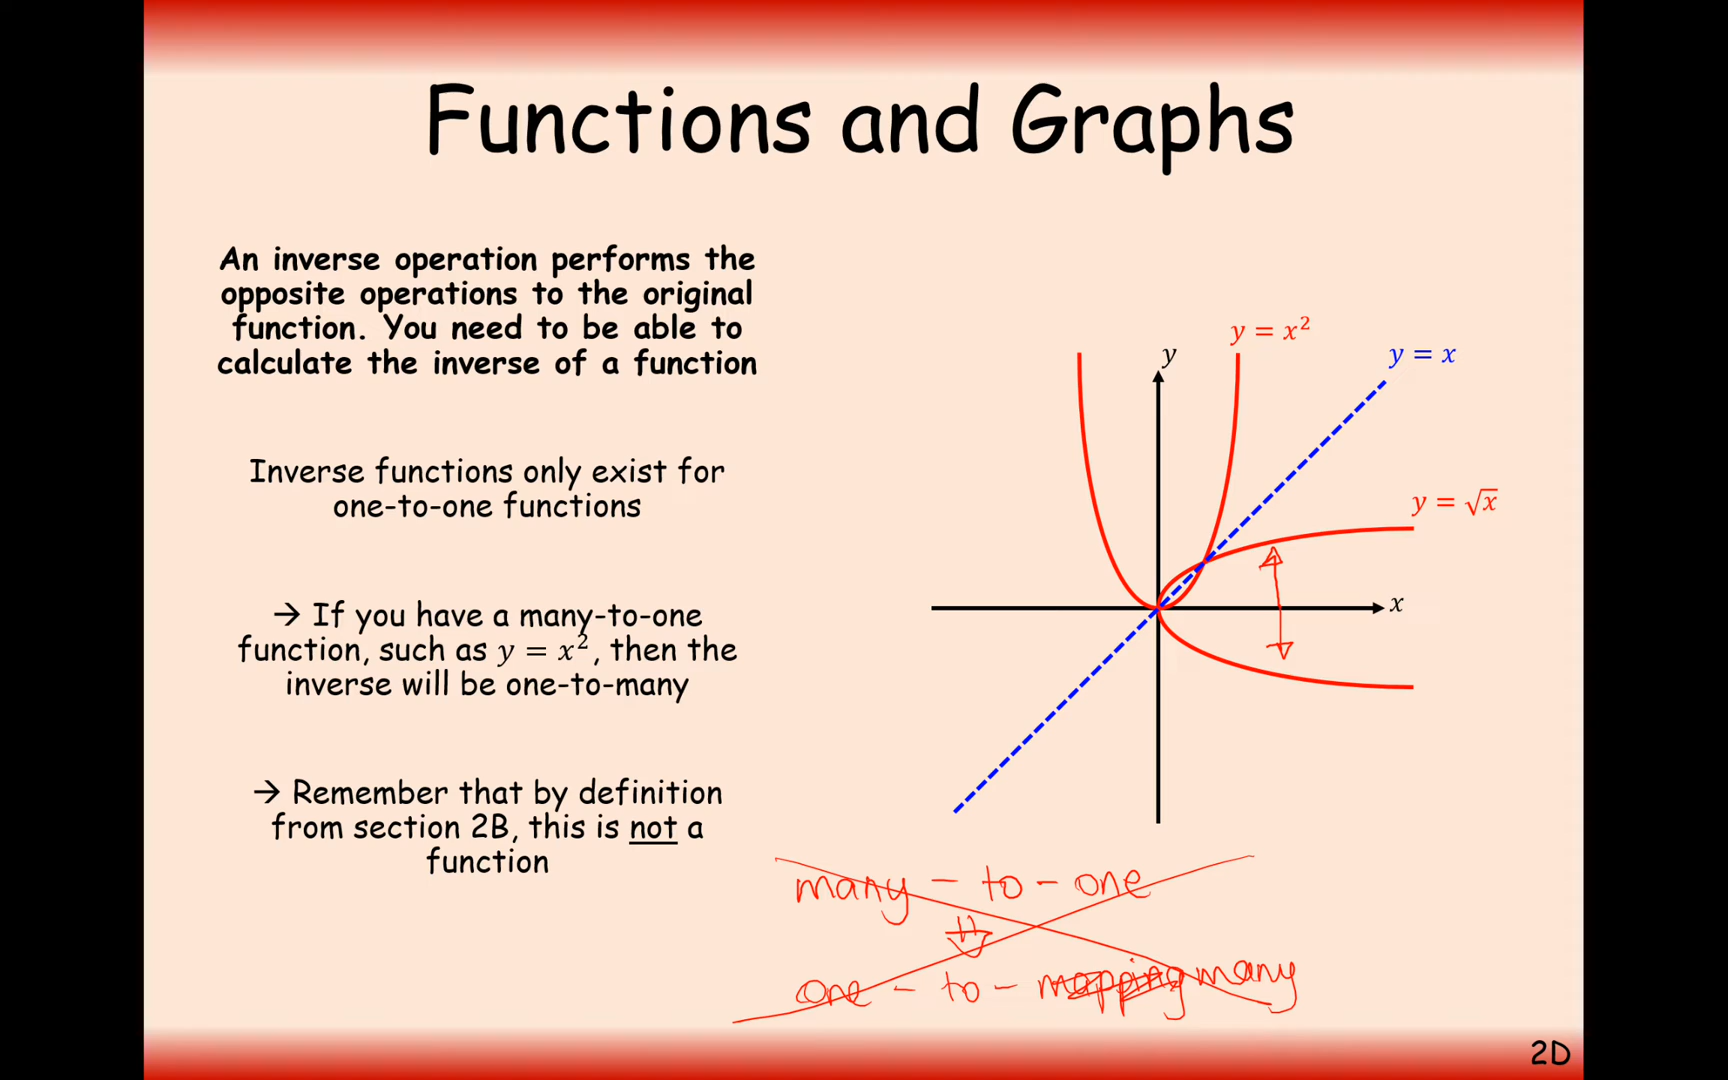 Functions and Graphs
An inverse operation performs the
opposite operations to the original
function. You need to be able to
calculate the inverse of a function
Inverse functions only exist for
one-to-one functions
→ If you have a many-to-one
function, such as y = x², then the
inverse will be one-to-many
→ Remember that by definition
from section 2B, this is not a
function
y = x²
y
y = x
y = √x
x
many - to - one
one - to - mapping many
2D